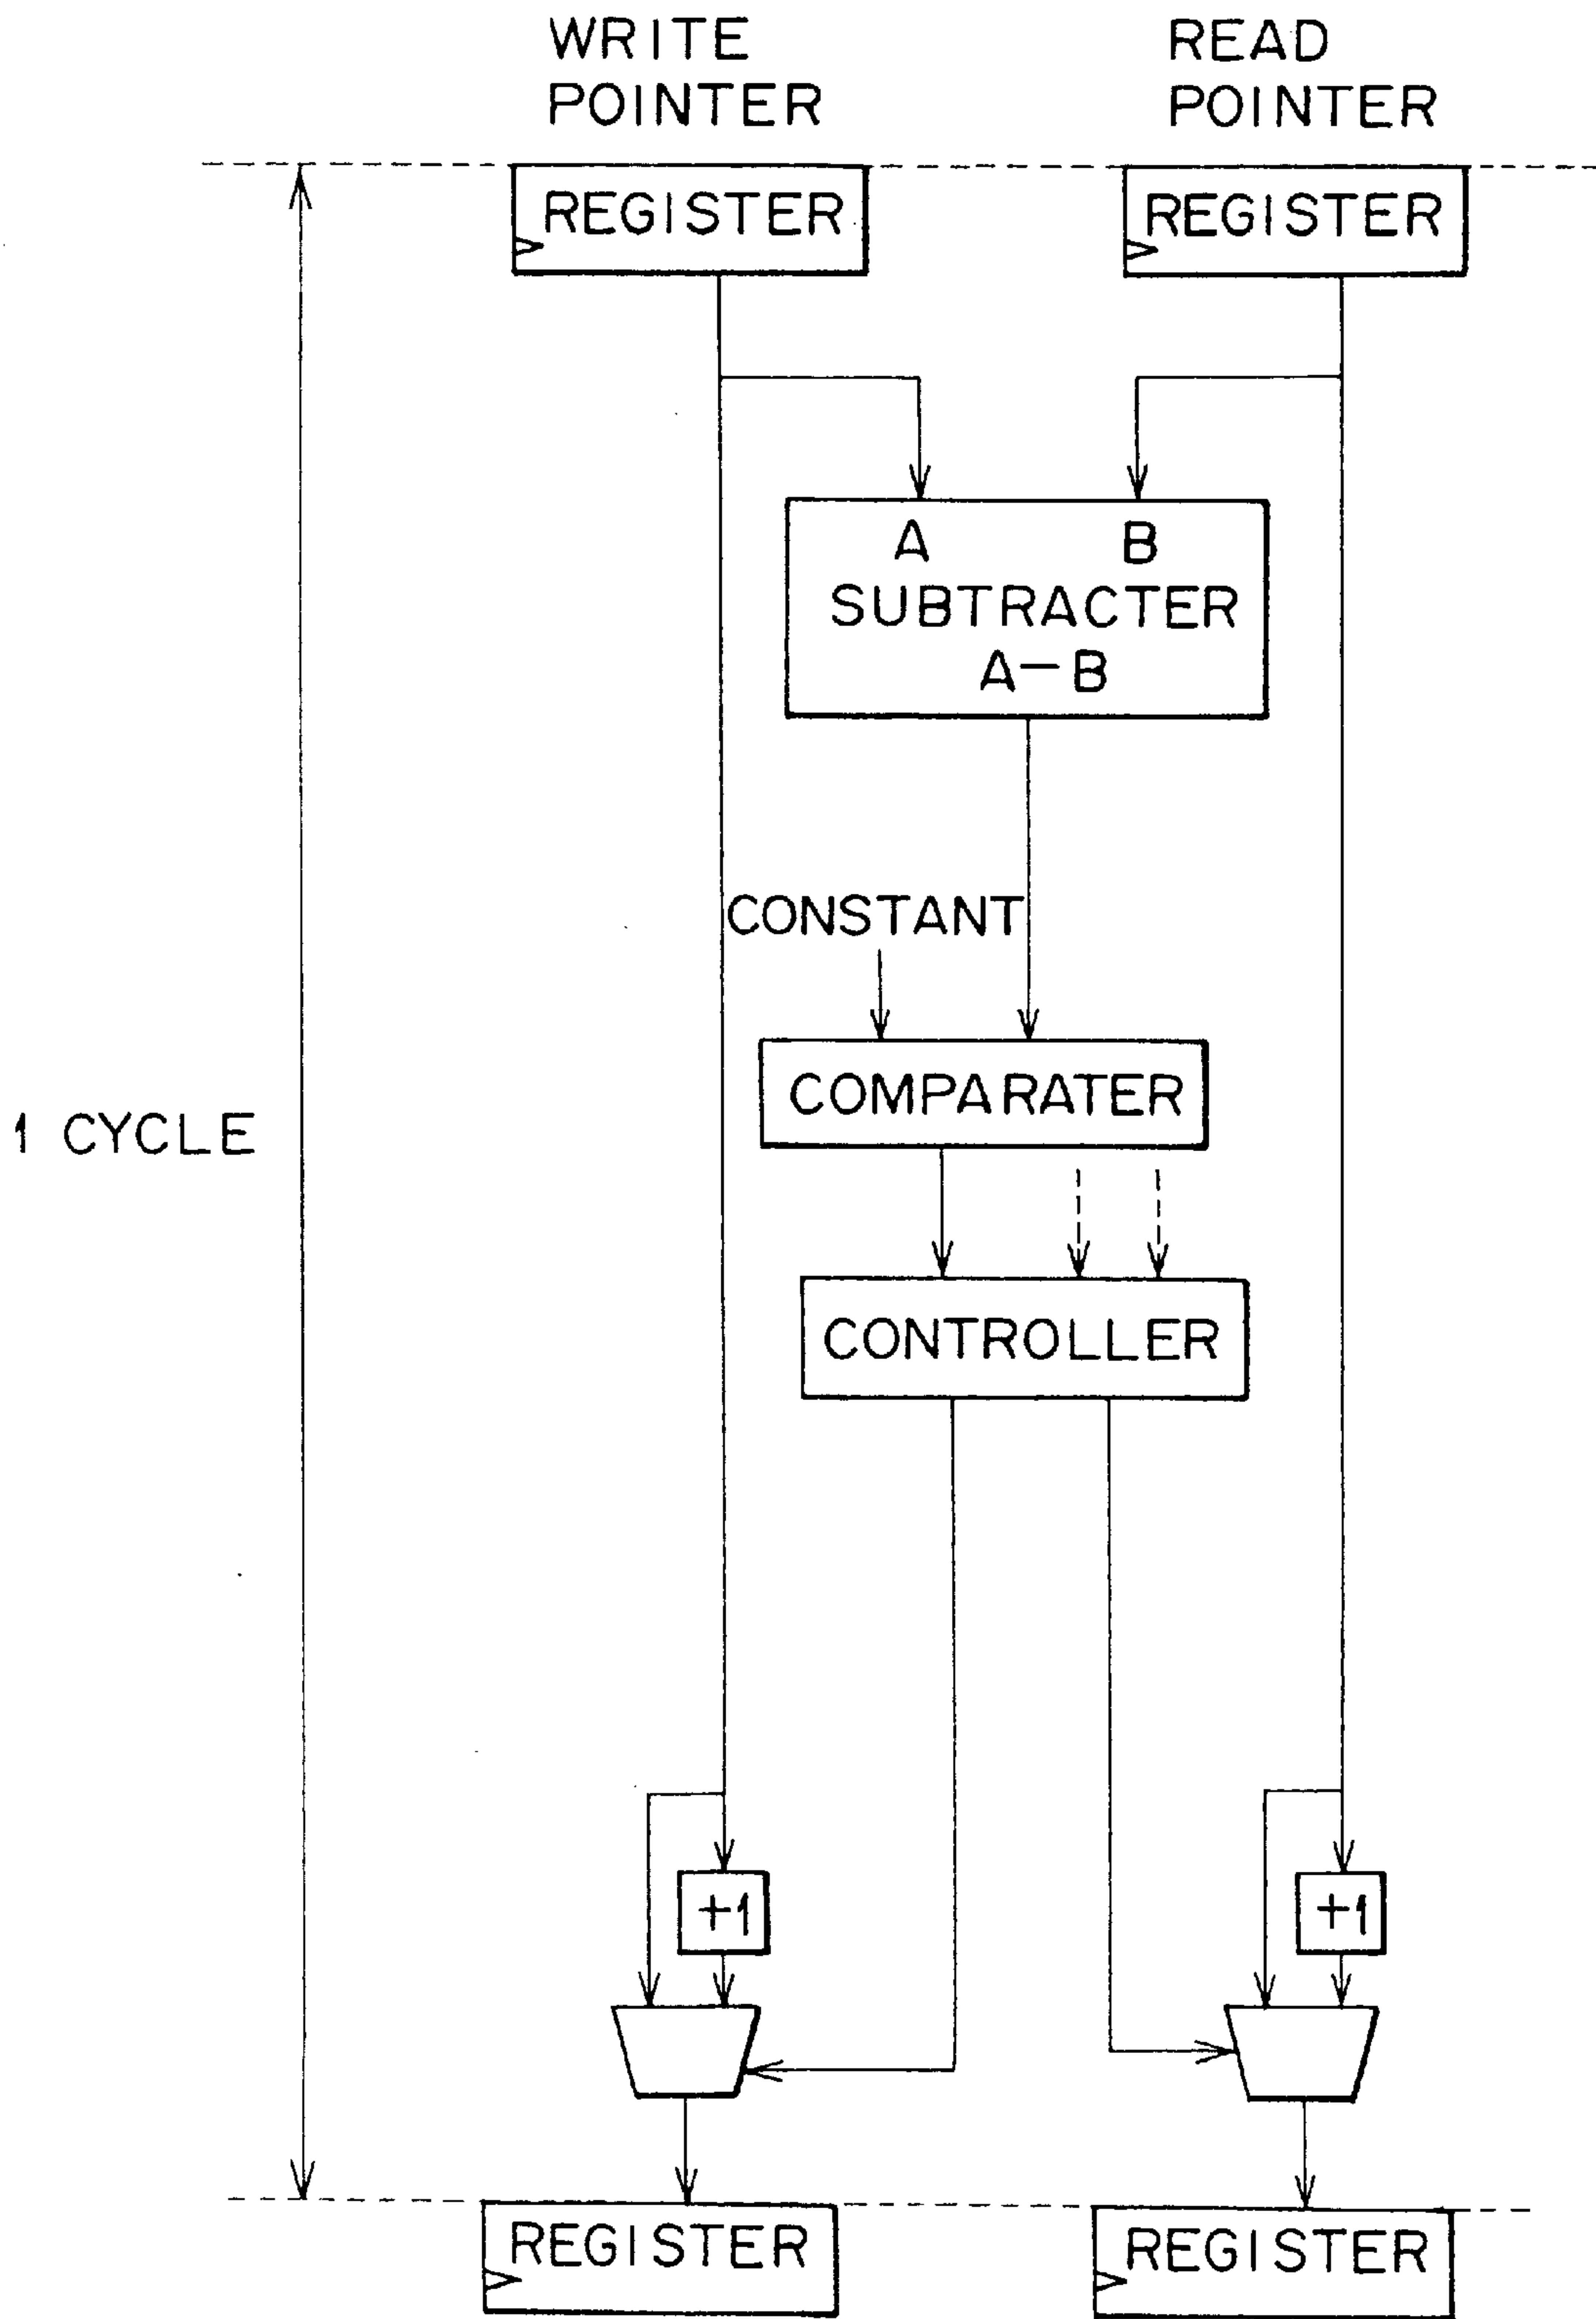 WRITE
POINTER
READ
POINTER
REGISTER
REGISTER
A B
SUBTRACTER
A-B
CONSTANT
COMPARATER
1 CYCLE
CONTROLLER
+1
+1
REGISTER
REGISTER